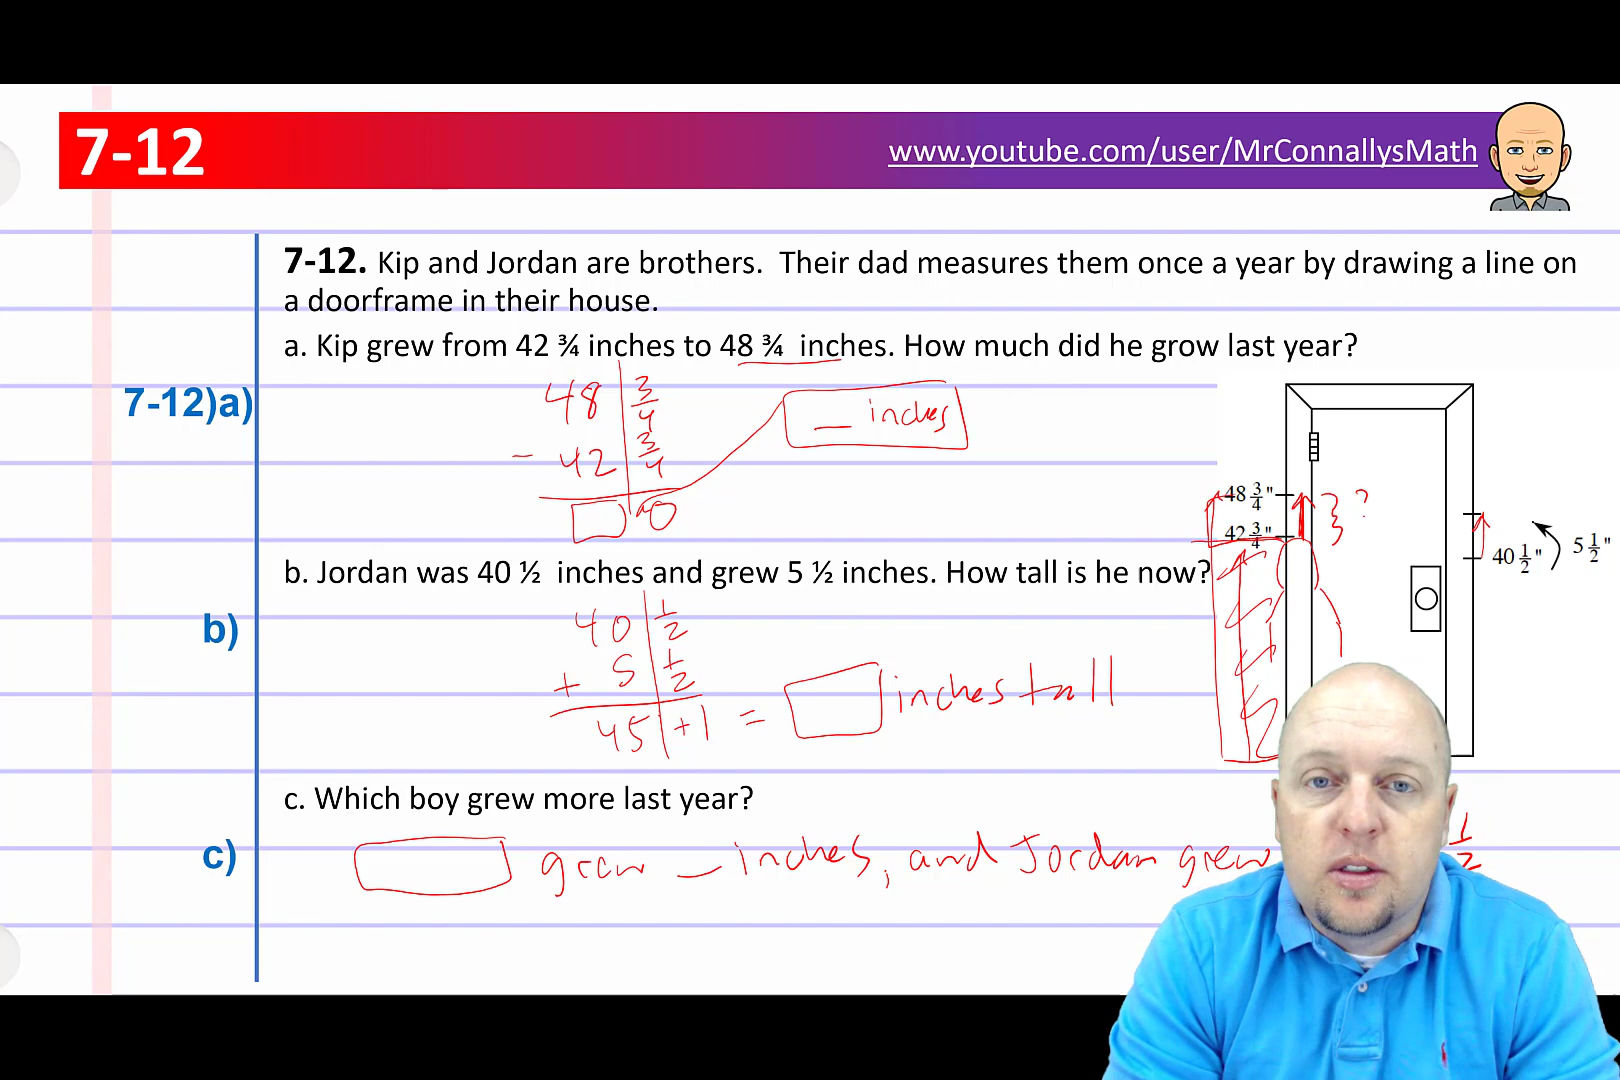 7-12
www.youtube.com/user/MrConnallysMath
7-12. Kip and Jordan are brothers. Their dad measures them once a year by drawing a line on
a doorframe in their house.
a. Kip grew from 42 ¾ inches to 48 ¾ inches. How much did he grow last year?
7-12)a)
48 3/4
- 42 3/4
0
_ inches
48 3/4"
?
42 3/4"
40 1/2"
5 1/2"
b. Jordan was 40 ½ inches and grew 5 ½ inches. How tall is he now?
b)
40 1/2
+ 5 1/2
45 +1 = inches tall
c. Which boy grew more last year?
c)
grew _ inches, and Jordan grew 1/2